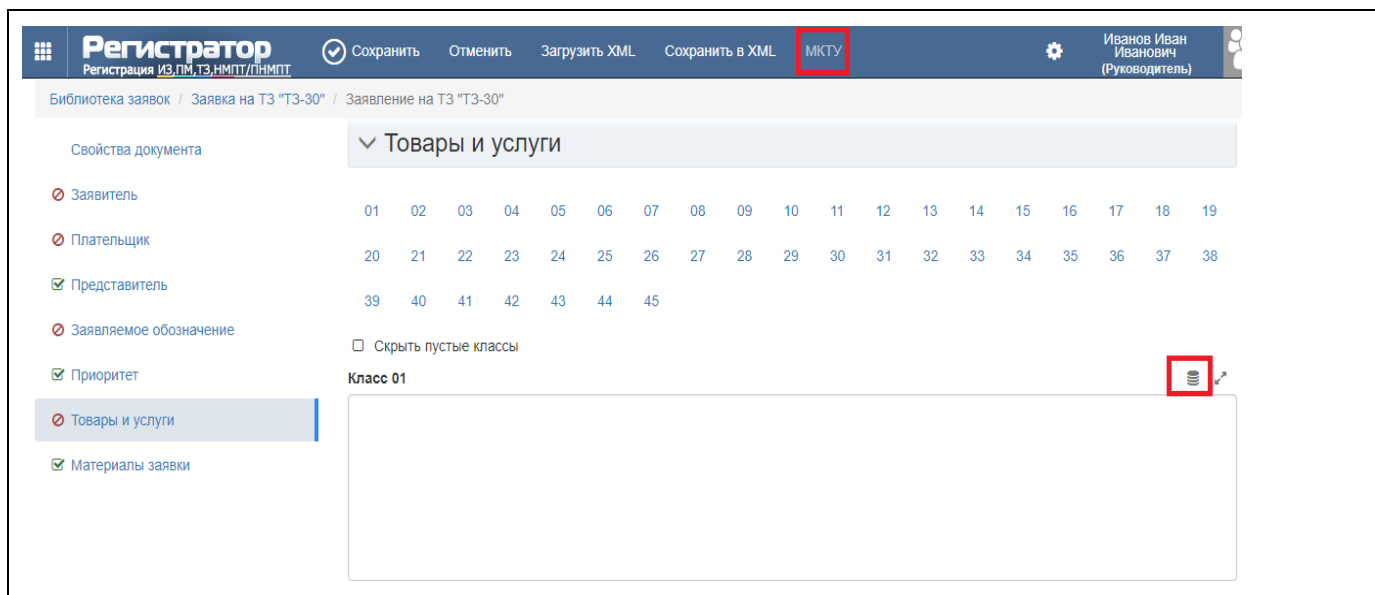 Регистратор
Регистрация ИЗ,ПМ,ТЗ,НМПТ/ПНМПТ
Сохранить Отменить Загрузить XML Сохранить в XML МКТУ
Иванов Иван
Иванович
(Руководитель)
Библиотека заявок / Заявка на ТЗ "ТЗ-30" / Заявление на ТЗ "ТЗ-30"
Свойства документа
Заявитель
Плательщик
Представитель
Заявляемое обозначение
Приоритет
Товары и услуги
Материалы заявки
Товары и услуги
01 02 03 04 05 06 07 08 09 10 11 12 13 14 15 16 17 18 19
20 21 22 23 24 25 26 27 28 29 30 31 32 33 34 35 36 37 38
39 40 41 42 43 44 45
Скрыть пустые классы
Класс 01